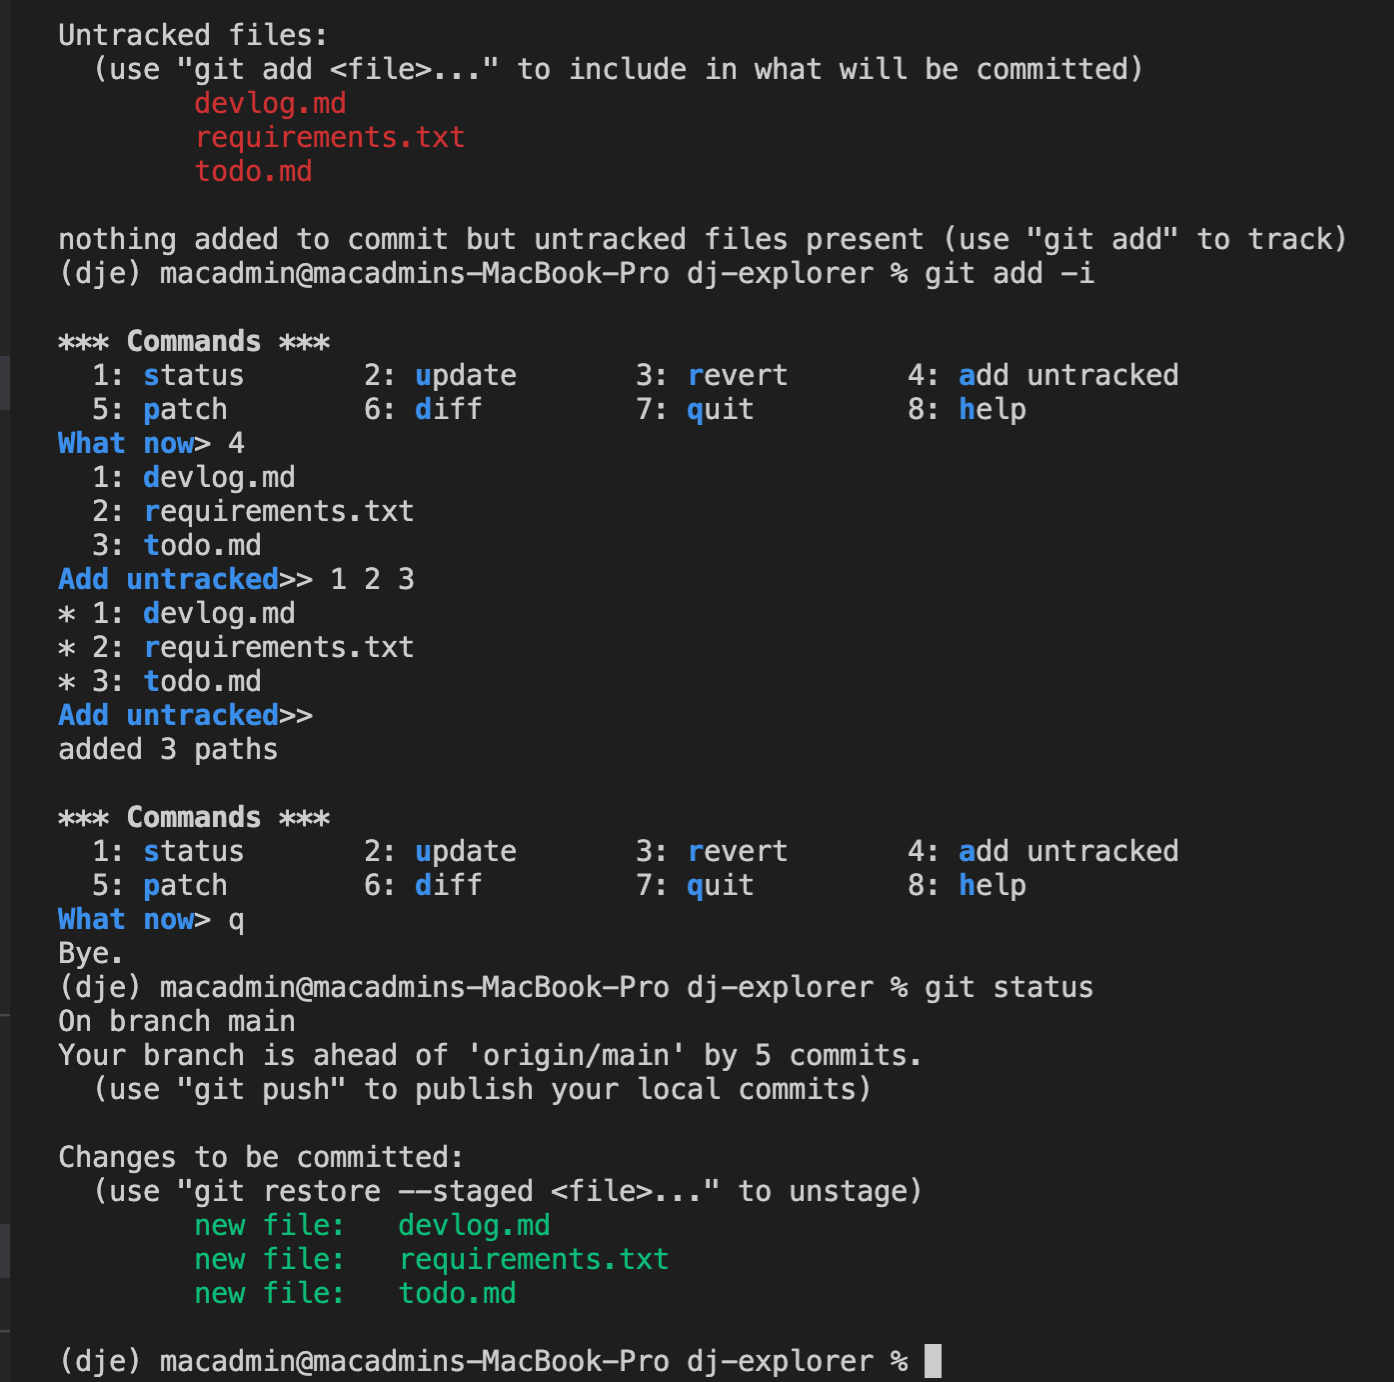 Untracked files:
  (use "git add <file>..." to include in what will be committed)
        devlog.md
        requirements.txt
        todo.md

nothing added to commit but untracked files present (use "git add" to track)
(dje) macadmin@macadmins-MacBook-Pro dj-explorer % git add -i

*** Commands ***
  1: status       2: update       3: revert       4: add untracked
  5: patch        6: diff         7: quit         8: help
What now> 4
  1: devlog.md
  2: requirements.txt
  3: todo.md
Add untracked>> 1 2 3
* 1: devlog.md
* 2: requirements.txt
* 3: todo.md
Add untracked>>
added 3 paths

*** Commands ***
  1: status       2: update       3: revert       4: add untracked
  5: patch        6: diff         7: quit         8: help
What now> q
Bye.
(dje) macadmin@macadmins-MacBook-Pro dj-explorer % git status
On branch main
Your branch is ahead of 'origin/main' by 5 commits.
  (use "git push" to publish your local commits)

Changes to be committed:
  (use "git restore --staged <file>..." to unstage)
        new file:   devlog.md
        new file:   requirements.txt
        new file:   todo.md

(dje) macadmin@macadmins-MacBook-Pro dj-explorer %